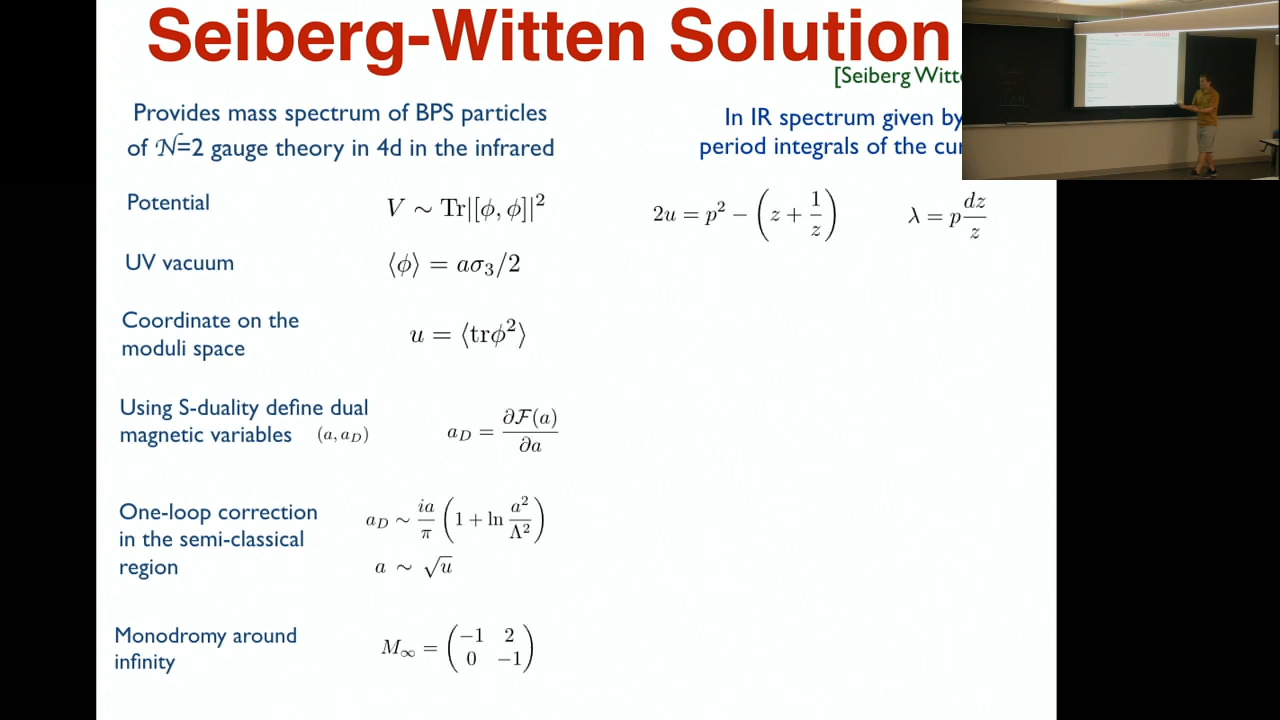 Seiberg-Witten Solution
[Seiberg
Provides mass spectrum of BPS particles
of 𝒩=2 gauge theory in 4d in the infrared
In IR spectrum given by
period integrals of the
Potential V ∼ Tr|[ϕ, ϕ]|²
2u = p² − (z + 1/z) λ = p dz/z
UV vacuum ⟨ϕ⟩ = aσ₃/2
Coordinate on the
moduli space
u = ⟨trϕ²⟩
Using S-duality define dual
magnetic variables (a, a_D)
a_D = ∂ℱ(a)/∂a
One-loop correction
in the semi-classical
region
a_D ∼ ia/π (1 + ln a²/Λ²)
a ∼ √u
Monodromy around
infinity
M_∞ = (−1 2
0 −1)